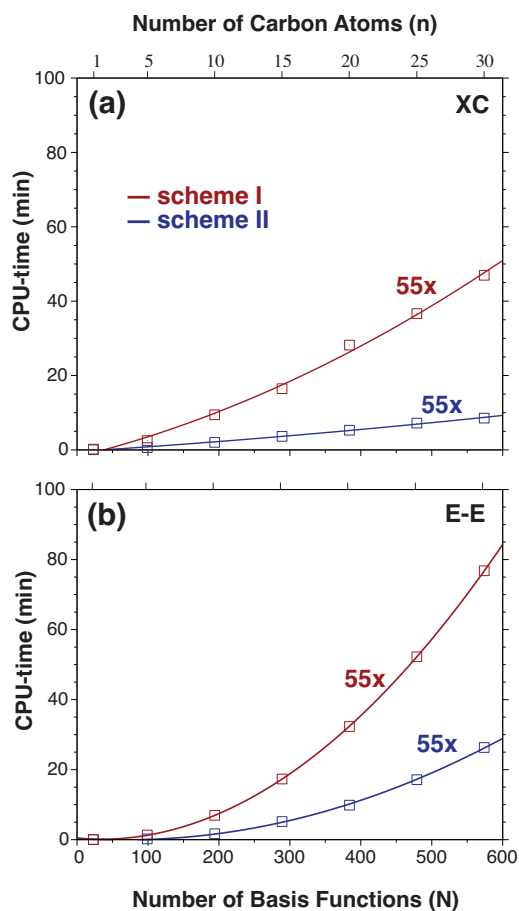 Number of Carbon Atoms (n)
1 5 10 15 20 25 30
100
80
60
40
20
0
CPU-time (min)
(a)
XC
scheme I
scheme II
55x
55x
100
80
60
40
20
0
CPU-time (min)
(b)
E-E
55x
55x
0 100 200 300 400 500 600
Number of Basis Functions (N)